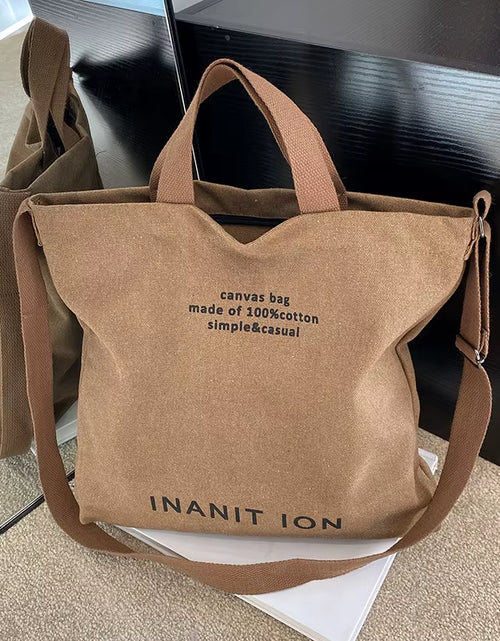 canvas bag
made of 100%cotton
simple&casual
INANIT ION